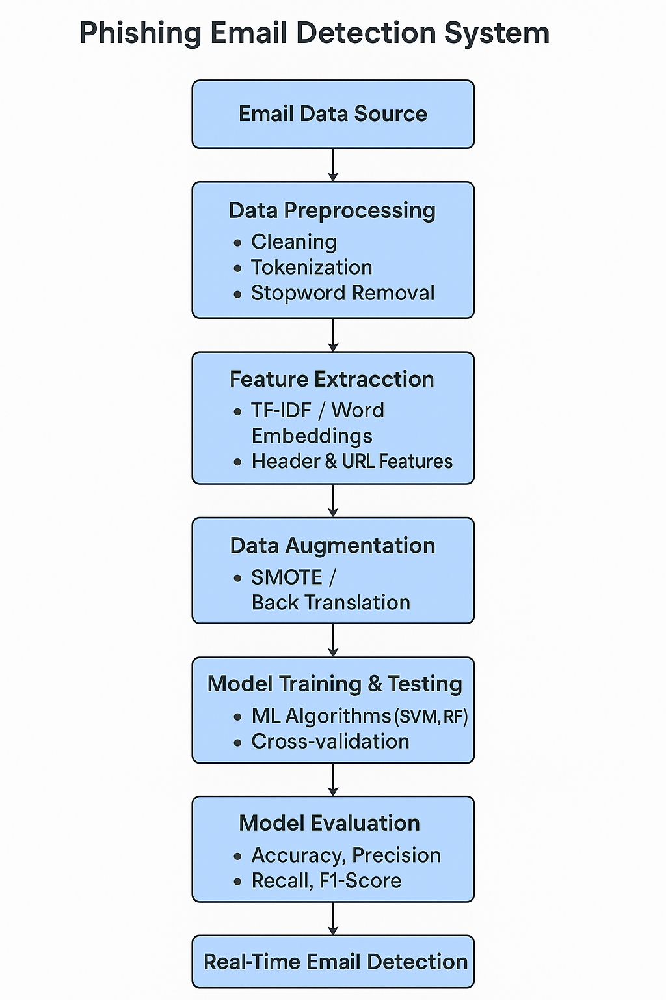 Phishing Email Detection System
Email Data Source
Data Preprocessing
• Cleaning
• Tokenization
• Stopword Removal
Feature Extracction
• TF-IDF / Word
Embeddings
• Header & URL Features
Data Augmentation
• SMOTE /
Back Translation
Model Training & Testing
• ML Algorithms (SVM, RF)
• Cross-validation
Model Evaluation
• Accuracy, Precision
• Recall, F1-Score
Real-Time Email Detection